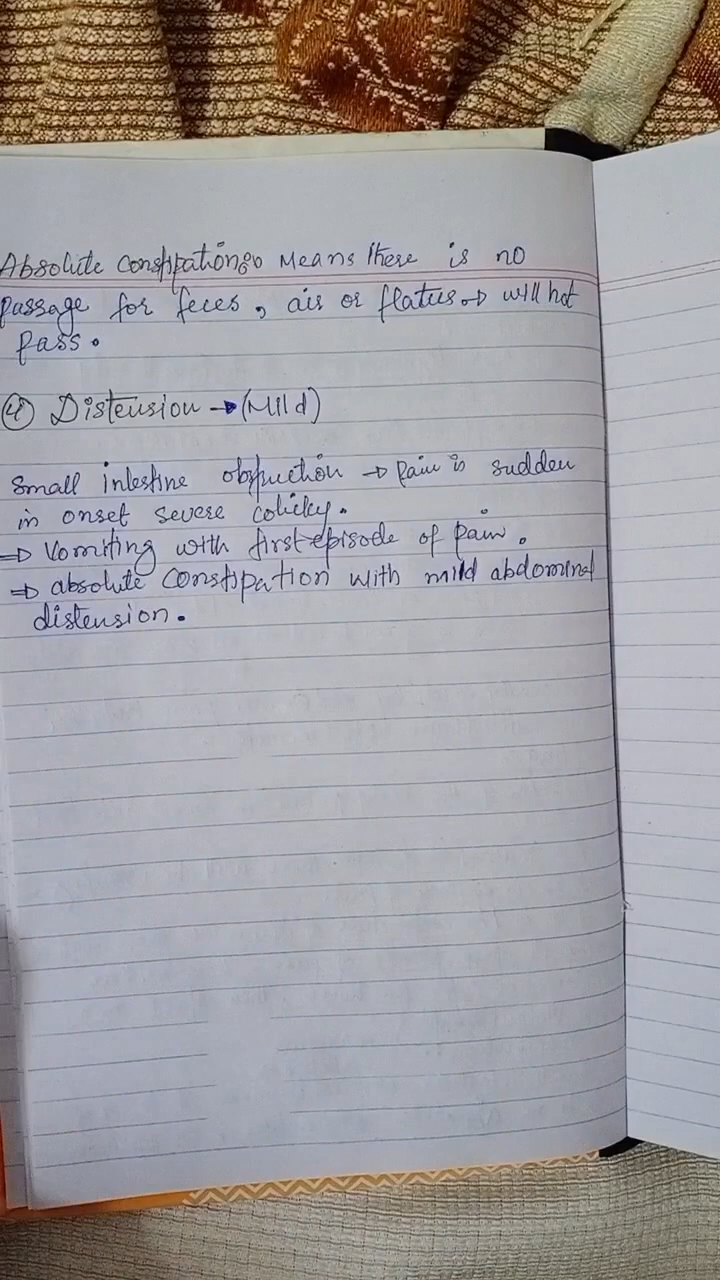 Absolute constipation:o Means there is no
passage for feces, air or flatus → will not
pass.
④ Distension → (Mild)
Small intestine obstruction → Pain is sudden
in onset severe colicky.
⇒ Vomiting with first episode of pain.
⇒ absolute constipation with mild abdominal
distension.